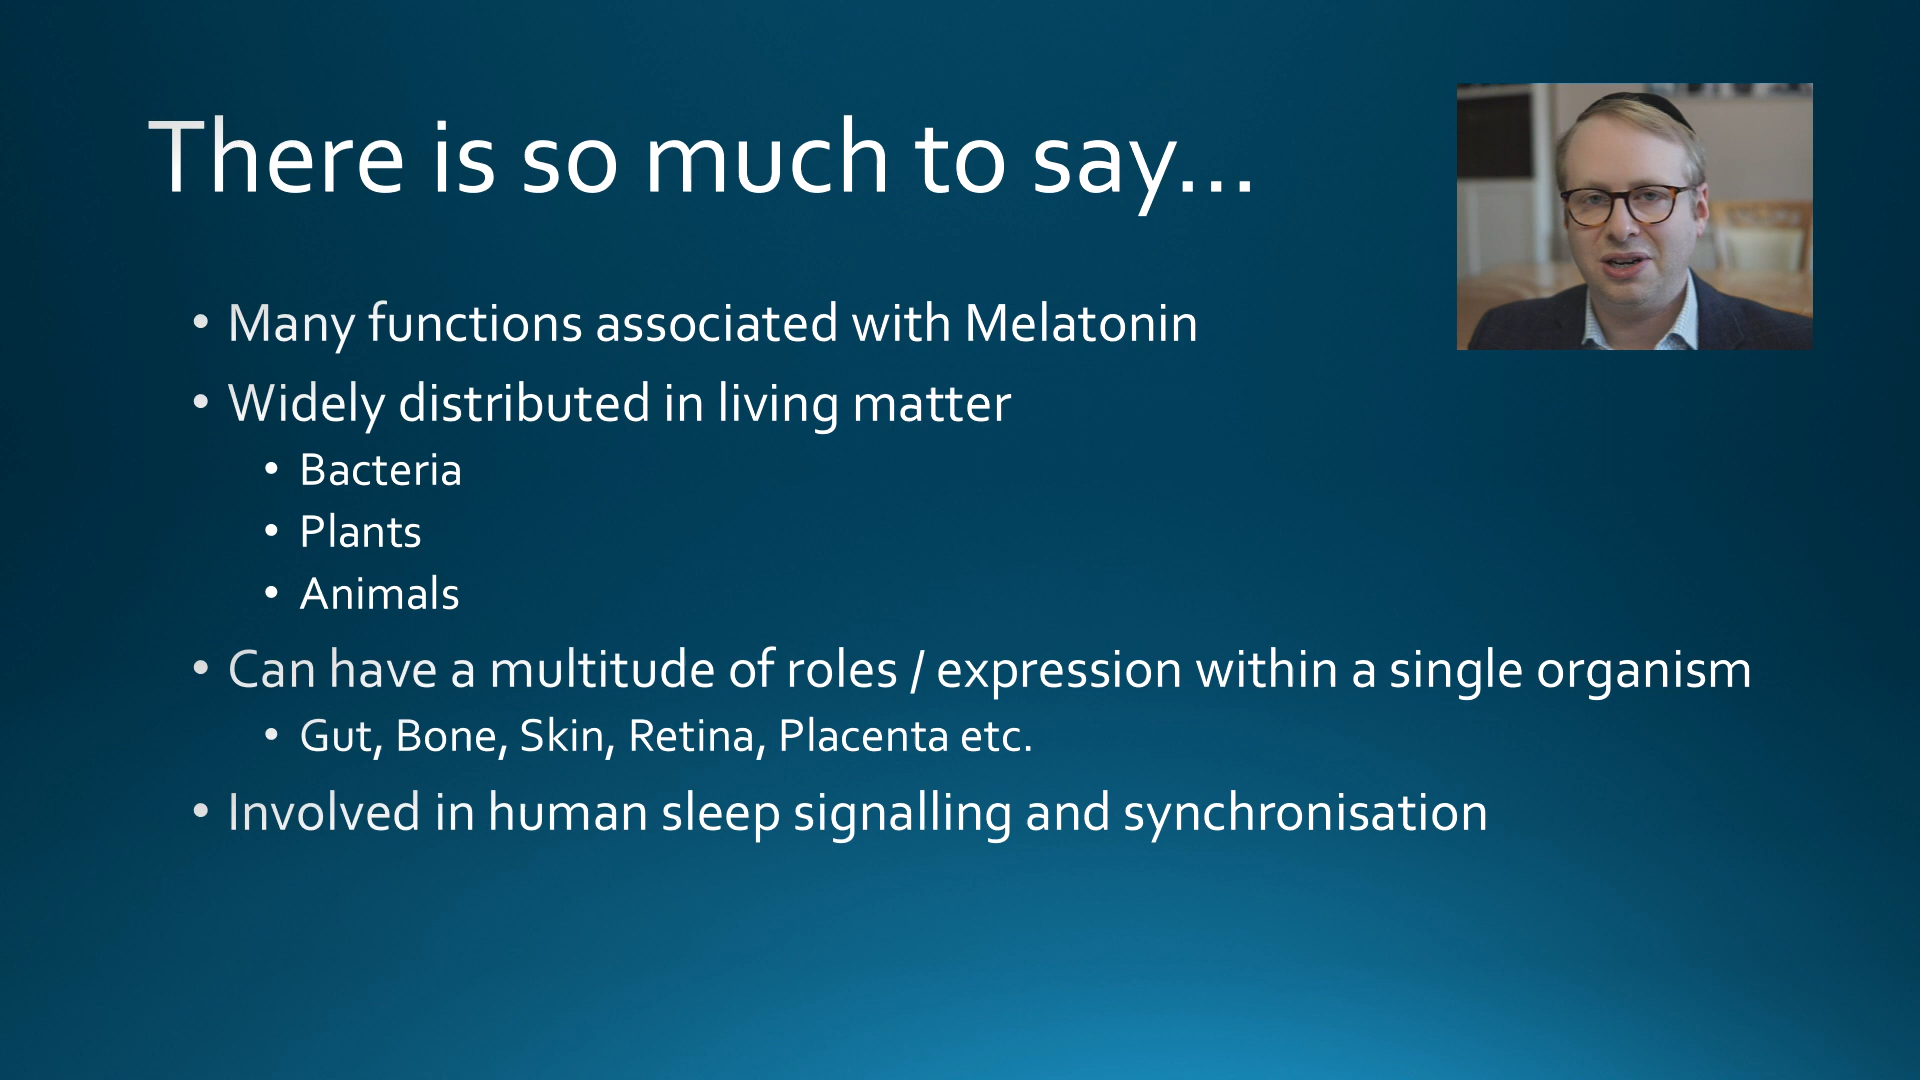 There is so much to say...
• Many functions associated with Melatonin
• Widely distributed in living matter
• Bacteria
• Plants
• Animals
• Can have a multitude of roles / expression within a single organism
• Gut, Bone, Skin, Retina, Placenta etc.
• Involved in human sleep signalling and synchronisation